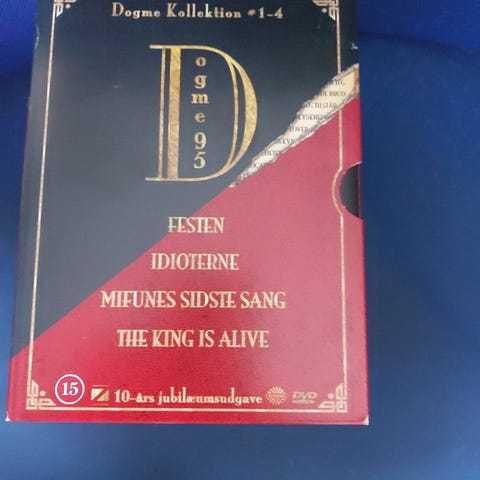 Dogme Kollektion #1-4
Dogme 95
FESTEN
IDIOTERNE
MIFUNES SIDSTE SANG
THE KING IS ALIVE
15
10-års jubilæumsudgave
DVD